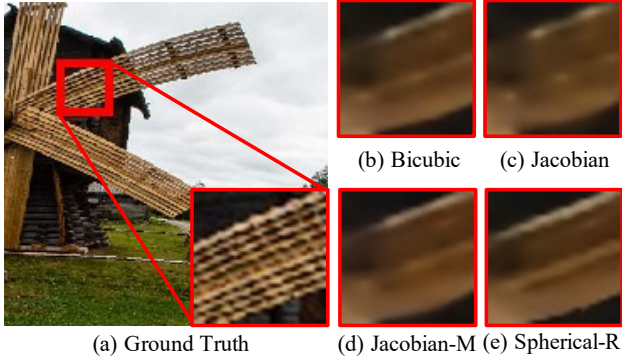 (b) Bicubic
(c) Jacobian
(a) Ground Truth
(d) Jacobian-M
(e) Spherical-R